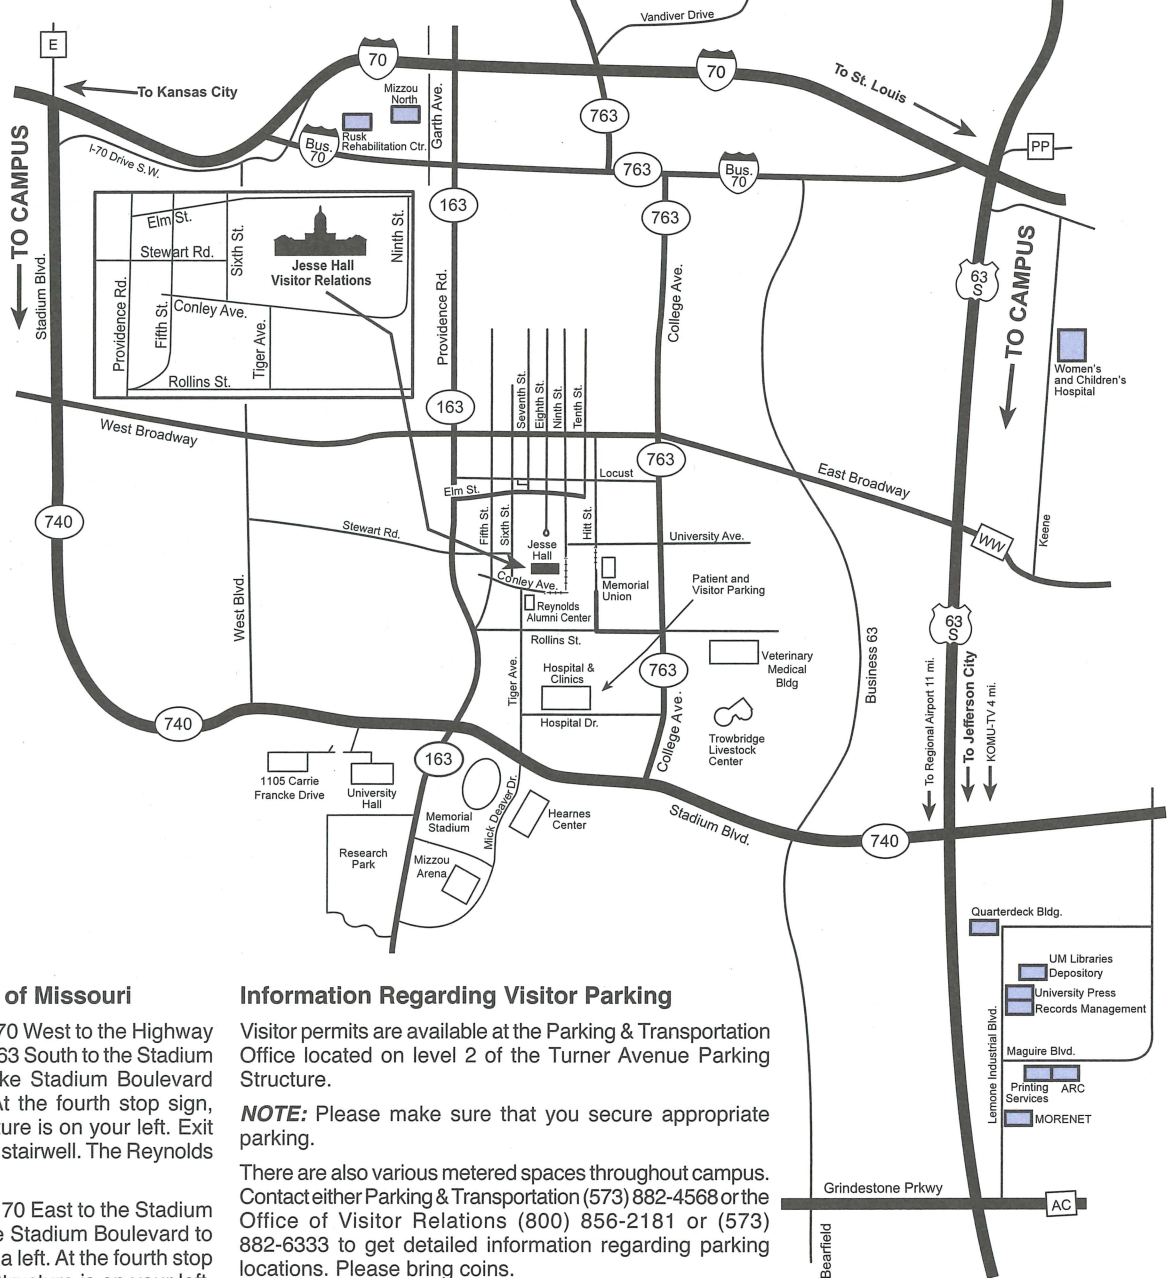 Vandiver Drive
E
70
70
To Kansas City
To St. Louis
Mizzou
North
Garth Ave.
763
Rusk
Rehabilitation Ctr.
Bus.
70
763
Bus.
70
PP
I-70 Drive S.W.
TO CAMPUS
Stadium Blvd.
163
763
Elm St.
Stewart Rd.
Sixth St.
Ninth St.
Jesse Hall
Visitor Relations
Providence Rd.
Fifth St.
Conley Ave.
Tiger Ave.
Rollins St.
Providence Rd.
College Ave.
63
S
TO CAMPUS
Women's
and Children's
Hospital
163
Seventh St.
Eighth St.
Ninth St.
Tenth St.
West Broadway
763
East Broadway
Locust
Elm St.
740
Stewart Rd.
Fifth St.
Sixth St.
Hitt St.
University Ave.
WW
Keene
Jesse
Hall
Conley Ave.
Memorial
Union
Patient and
Visitor Parking
Reynolds
Alumni Center
West Blvd.
Rollins St.
63
S
Business 63
Tiger Ave.
Hospital &
Clinics
763
Veterinary
Medical
Bldg
Hospital Dr.
College Ave.
Trowbridge
Livestock
Center
To Regional Airport 11 mi.
To Jefferson City
KOMU-TV 4 mi.
740
163
1105 Carrie
Francke Drive
University
Hall
Memorial
Stadium
Mick Deaver Dr.
Hearnes
Center
Stadium Blvd.
740
Research
Park
Mizzou
Arena
Quarterdeck Bldg.
UM Libraries
Depository
University Press
Records Management
Lemone Industrial Blvd.
Maguire Blvd.
Printing
Services
ARC
MORENET
Grindestone Prkwy
AC
Bearfield
of Missouri
70 West to the Highway
63 South to the Stadium
ke Stadium Boulevard
At the fourth stop sign,
ture is on your left. Exit
stairwell. The Reynolds
70 East to the Stadium
e Stadium Boulevard to
a left. At the fourth stop
Information Regarding Visitor Parking
Visitor permits are available at the Parking & Transportation
Office located on level 2 of the Turner Avenue Parking
Structure.
NOTE: Please make sure that you secure appropriate
parking.
There are also various metered spaces throughout campus.
Contact either Parking & Transportation (573) 882-4568 or the
Office of Visitor Relations (800) 856-2181 or (573)
882-6333 to get detailed information regarding parking
locations. Please bring coins.